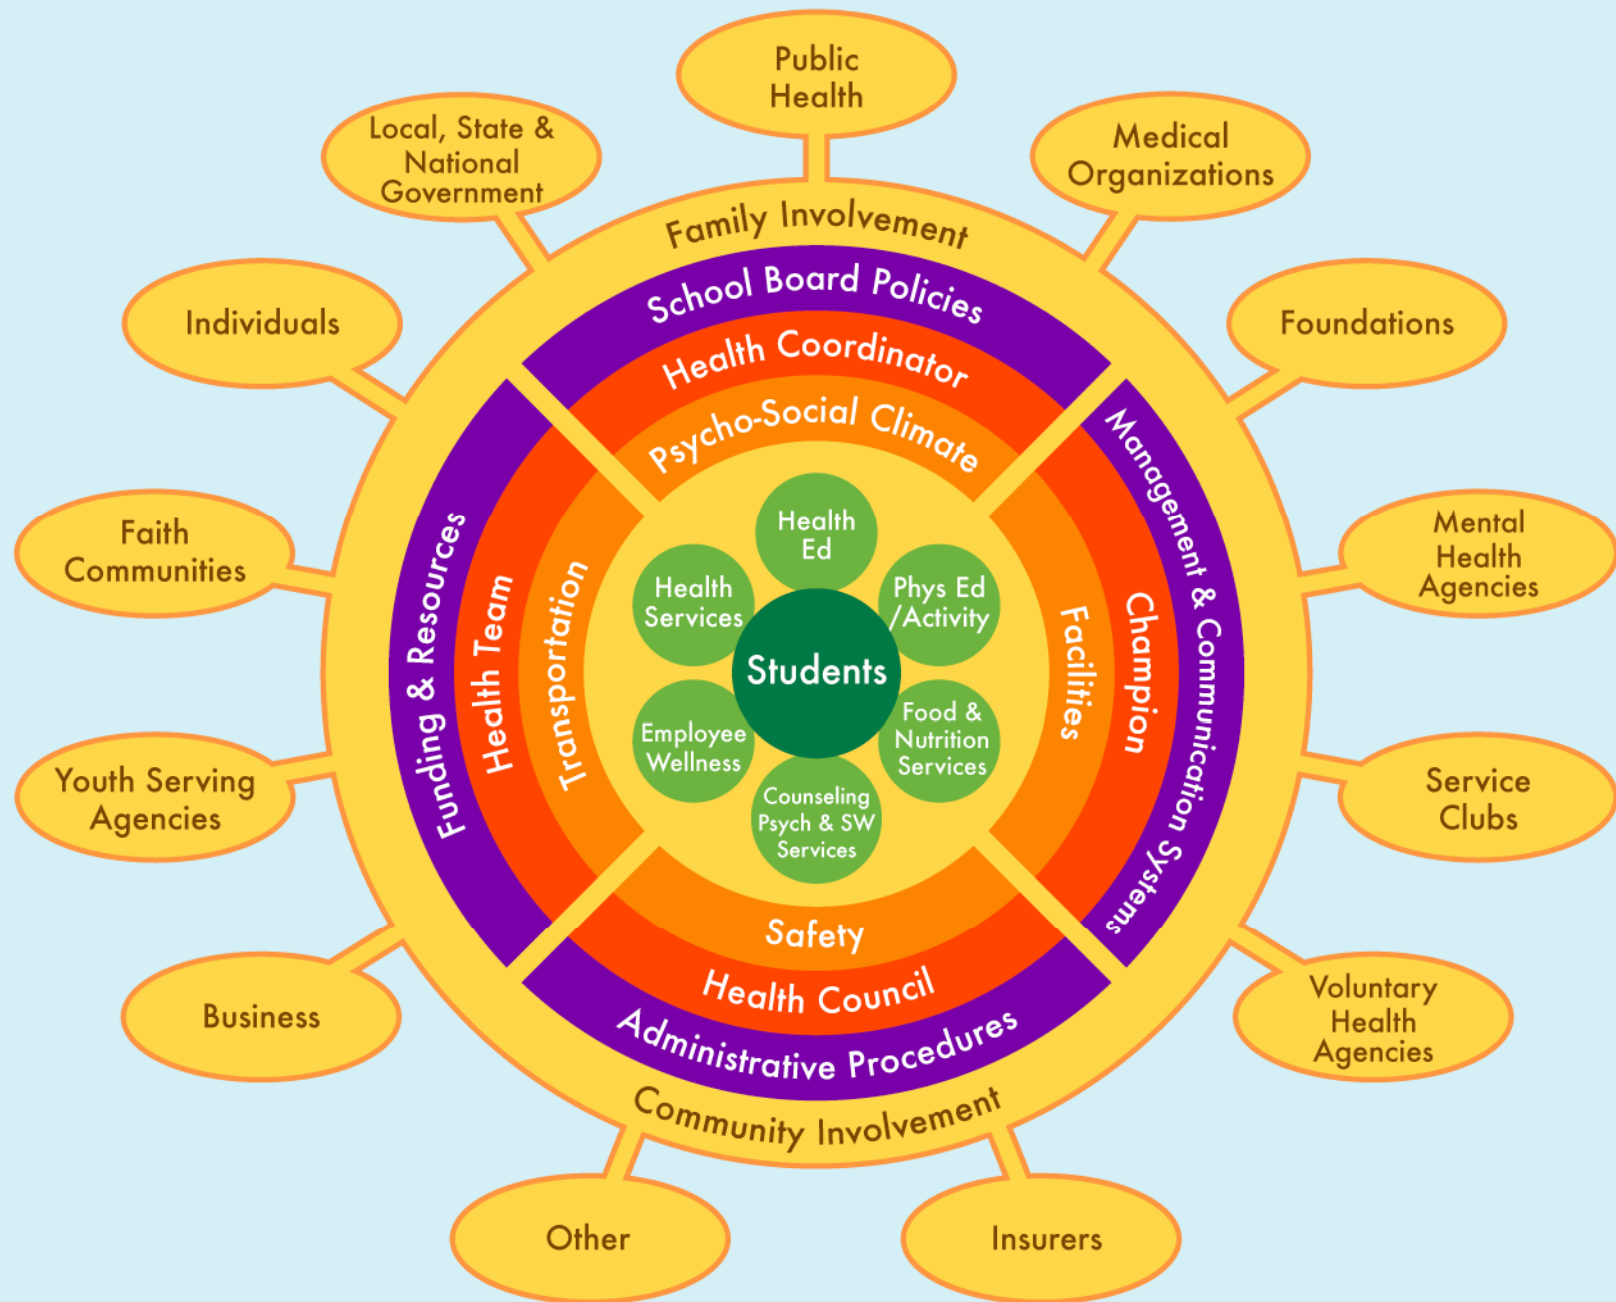 Public
Health
Local, State &
National
Government
Medical
Organizations
Individuals
Foundations
Faith
Communities
Mental
Health
Agencies
Youth Serving
Agencies
Service
Clubs
Business
Voluntary
Health
Agencies
Other
Insurers
Family Involvement
Community Involvement
School Board Policies
Management & Communication Systems
Administrative Procedures
Funding & Resources
Health Coordinator
Champion
Health Council
Health Team
Psycho-Social Climate
Facilities
Safety
Transportation
Health
Ed
Phys Ed
/Activity
Food &
Nutrition
Services
Counseling
Psych & SW
Services
Employee
Wellness
Health
Services
Students